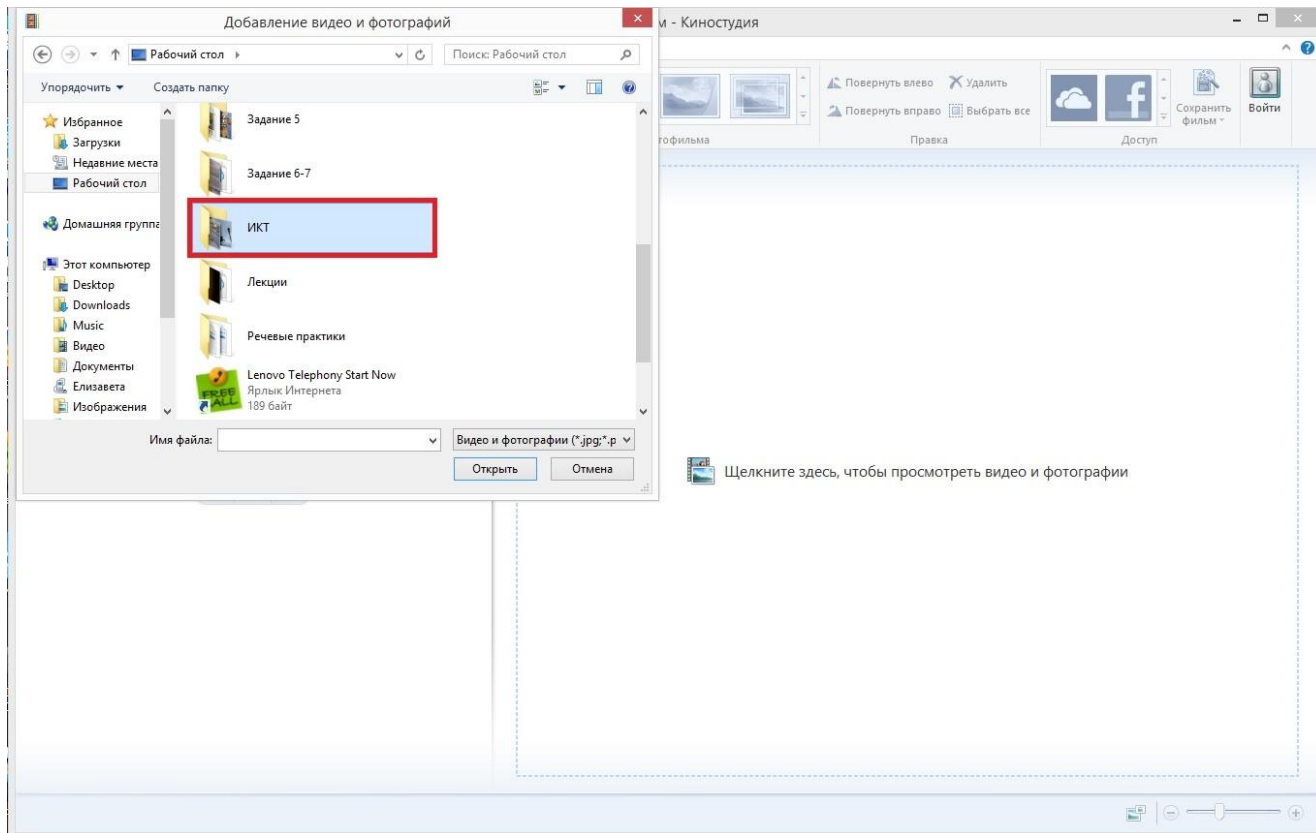 Добавление видео и фотографий
м - Киностудия
Рабочий стол
Поиск: Рабочий стол
Упорядочить
Создать папку
Избранное
Загрузки
Недавние места
Рабочий стол
Домашняя группа
Этот компьютер
Desktop
Downloads
Music
Видео
Документы
Елизавета
Изображения
Задание 5
Задание 6-7
ИКТ
Лекции
Речевые практики
Lenovo Telephony Start Now
Ярлык Интернета
189 байт
FREE
ALL
Имя файла:
Видео и фотографии (*.jpg;*.p
Открыть
Отмена
Повернуть влево
Удалить
Повернуть вправо
Выбрать все
Сохранить
фильм
Войти
тофильма
Правка
Доступ
Щелкните здесь, чтобы просмотреть видео и фотографии